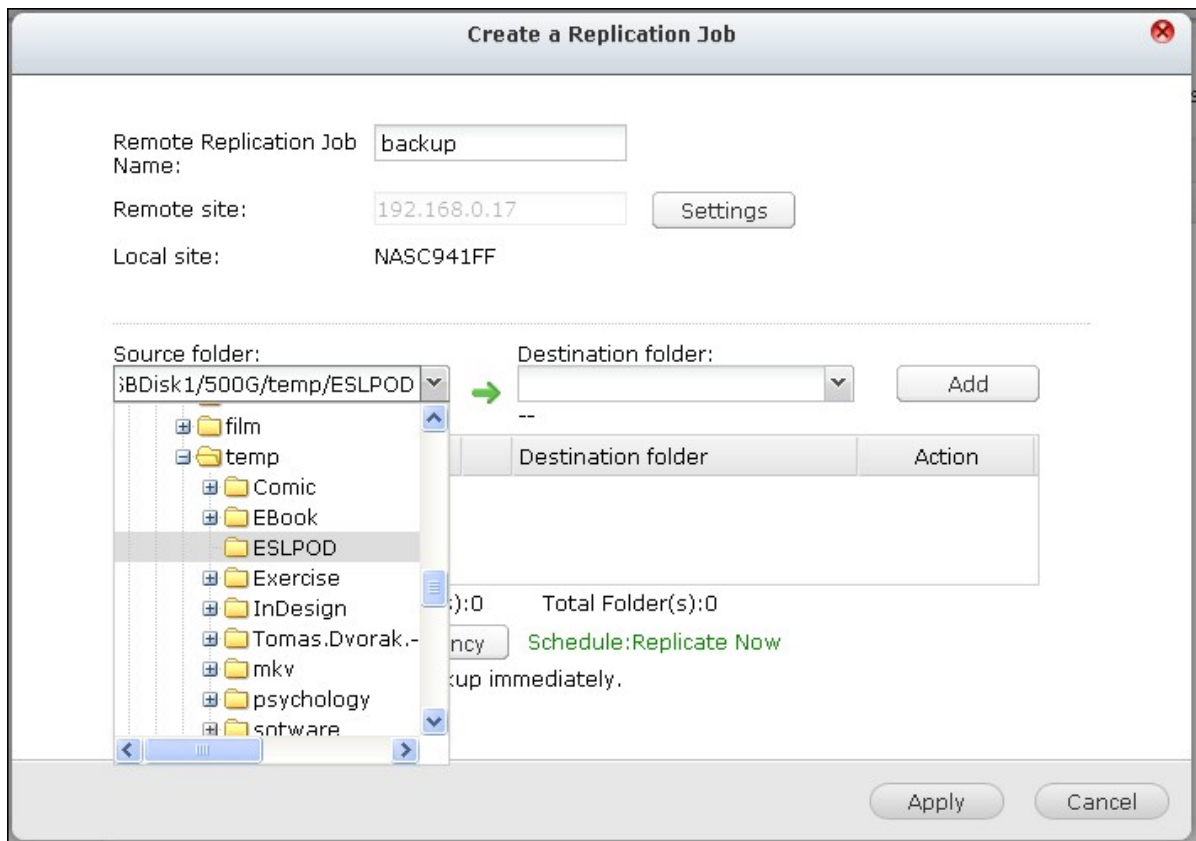 Create a Replication Job
Remote Replication Job Name:
backup
Remote site:
192.168.0.17
Settings
Local site:
NASC941FF
Source folder:
Destination folder:
BDisk1/500G/temp/ESLPOD
Add
--
film
temp
Destination folder
Action
Comic
EBook
ESLPOD
Exercise
InDesign
):0
Total Folder(s):0
Tomas.Dvorak.-
ncy
Schedule:Replicate Now
mkv
kup immediately.
psychology
sotware
Apply
Cancel